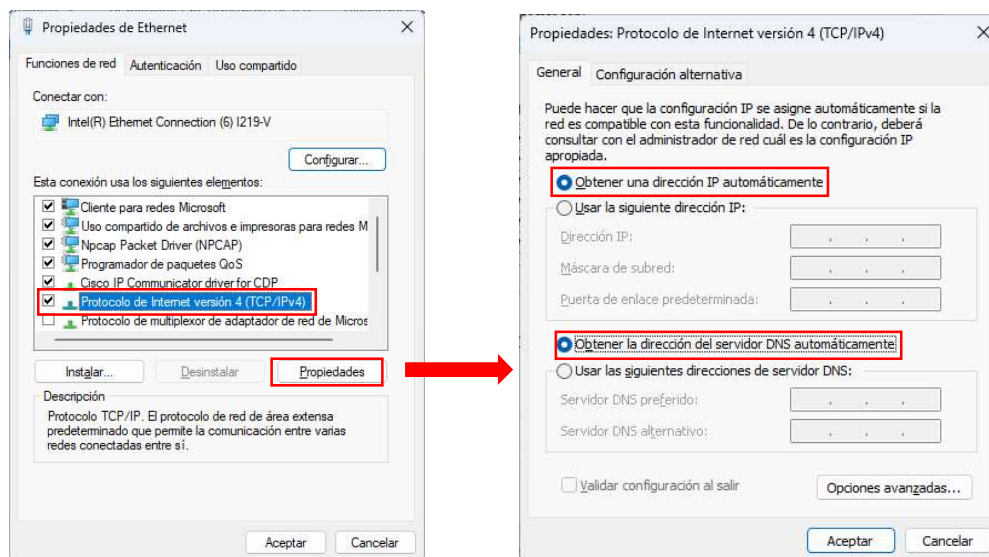 Propiedades de Ethernet
Funciones de red Autenticación Uso compartido
Conectar con:
Intel(R) Ethernet Connection (6) I219-V
Configurar...
Esta conexión usa los siguientes elementos:
Cliente para redes Microsoft
Uso compartido de archivos e impresoras para redes M
Npcap Packet Driver (NPCAP)
Programador de paquetes QoS
Cisco IP Communicator driver for CDP
Protocolo de Internet versión 4 (TCP/IPv4)
Protocolo de multiplexor de adaptador de red de Micros
Instalar... Desinstalar Propiedades
Descripción
Protocolo TCP/IP. El protocolo de red de área extensa
predeterminado que permite la comunicación entre varias
redes conectadas entre sí.
Aceptar Cancelar
Propiedades: Protocolo de Internet versión 4 (TCP/IPv4)
General Configuración alternativa
Puede hacer que la configuración IP se asigne automáticamente si la
red es compatible con esta funcionalidad. De lo contrario, deberá
consultar con el administrador de red cuál es la configuración IP
apropiada.
Obtener una dirección IP automáticamente
Usar la siguiente dirección IP:
Dirección IP:
Máscara de subred:
Puerta de enlace predeterminada:
Obtener la dirección del servidor DNS automáticamente
Usar las siguientes direcciones de servidor DNS:
Servidor DNS preferido:
Servidor DNS alternativo:
Validar configuración al salir
Opciones avanzadas...
Aceptar Cancelar